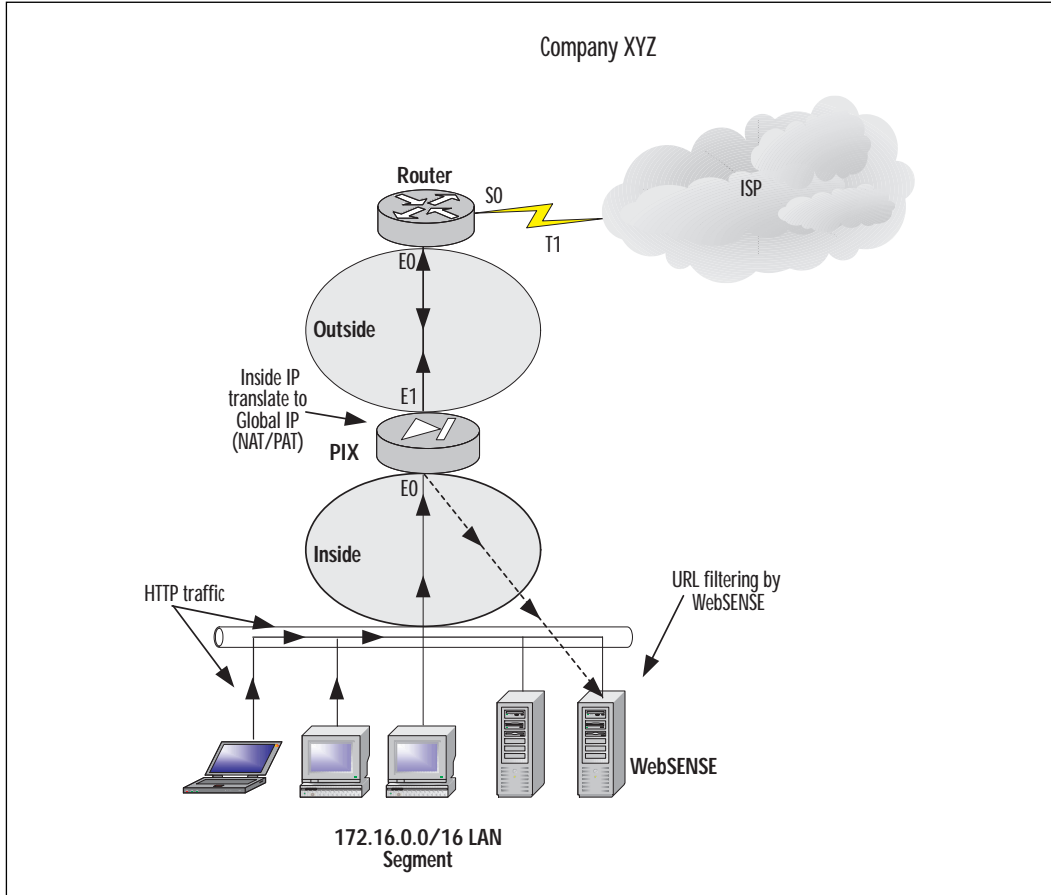 Company XYZ
Router
S0
ISP
T1
E0
Outside
Inside IP
translate to
Global IP
(NAT/PAT)
E1
PIX
E0
Inside
HTTP traffic
URL filtering by
WebSENSE
WebSENSE
172.16.0.0/16 LAN
Segment